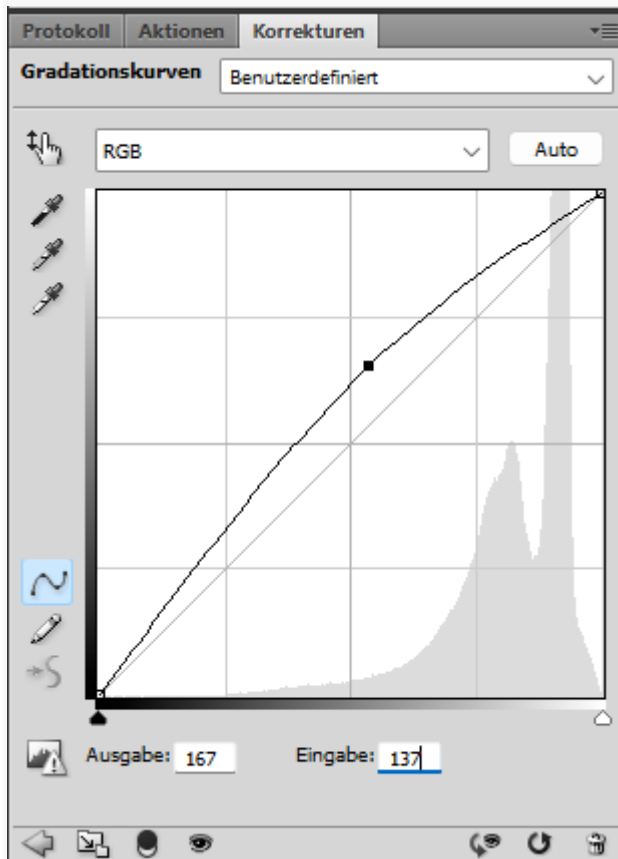 Protokoll Aktionen Korrekturen
Gradationskurven Benutzerdefiniert
RGB Auto
Ausgabe: 167 Eingabe: 137